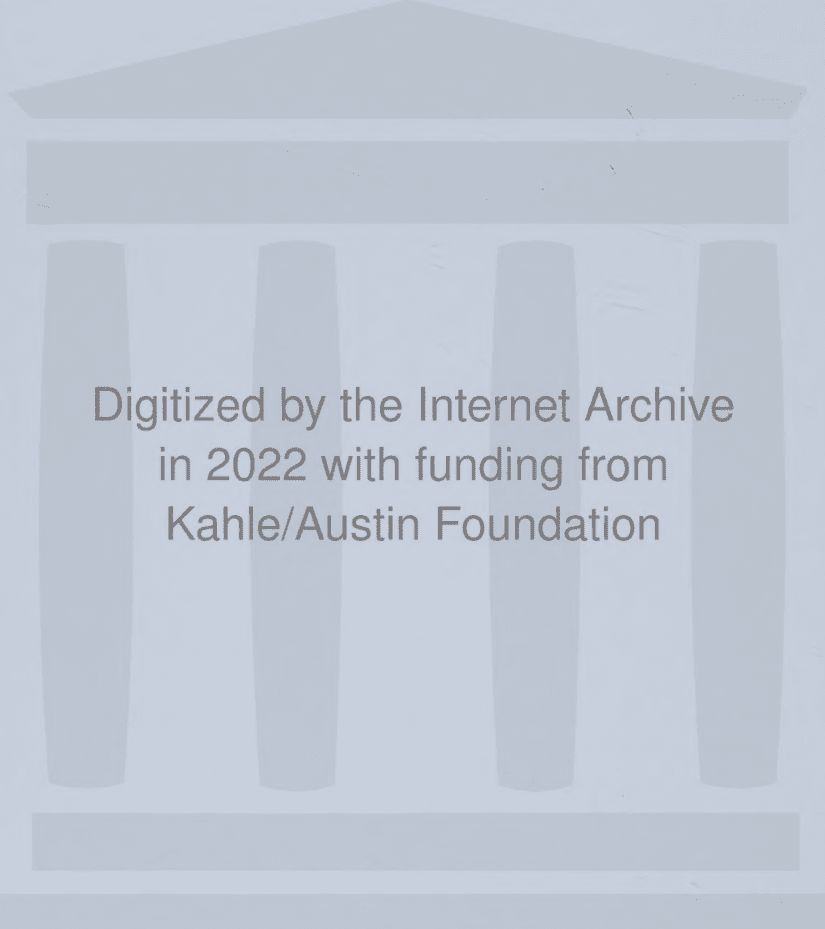 Digitized by the Internet Archive
in 2022 with funding from
Kahle/Austin Foundation